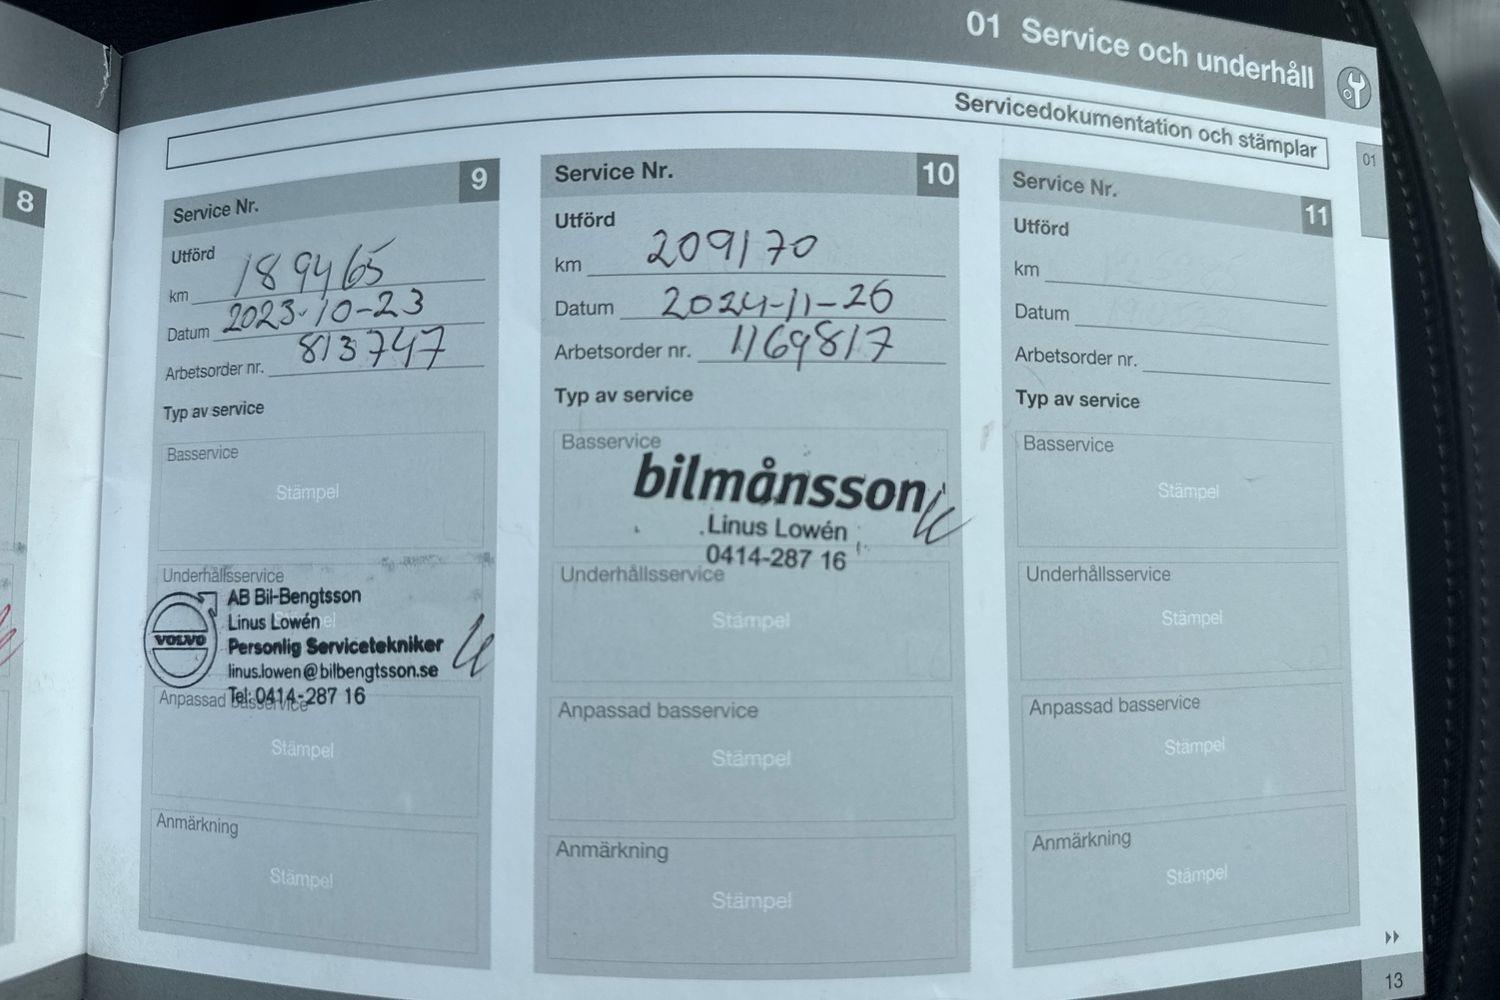 01 Service och underhåll
Servicedokumentation och stämplar
01
8
Service Nr. 9
Utförd
km 189465
Datum 2023-10-23
Arbetsorder nr. 813747
Typ av service
Basservice
Stämpel
Underhållsservice
VOLVO
AB Bil-Bengtsson
Linus Lowén
Personlig Servicetekniker
linus.lowen@bilbengtsson.se
Tel: 0414-287 16
Anpassad basservice
Stämpel
Anmärkning
Stämpel
Service Nr. 10
Utförd
km 209170
Datum 2024-11-26
Arbetsorder nr. 1169817
Typ av service
Basservice
bilmånsson
Linus Lowén
0414-287 16
Underhållsservice
Stämpel
Anpassad basservice
Stämpel
Anmärkning
Stämpel
Service Nr. 11
Utförd
km
Datum
Arbetsorder nr.
Typ av service
Basservice
Stämpel
Underhållsservice
Stämpel
Anpassad basservice
Stämpel
Anmärkning
Stämpel
13